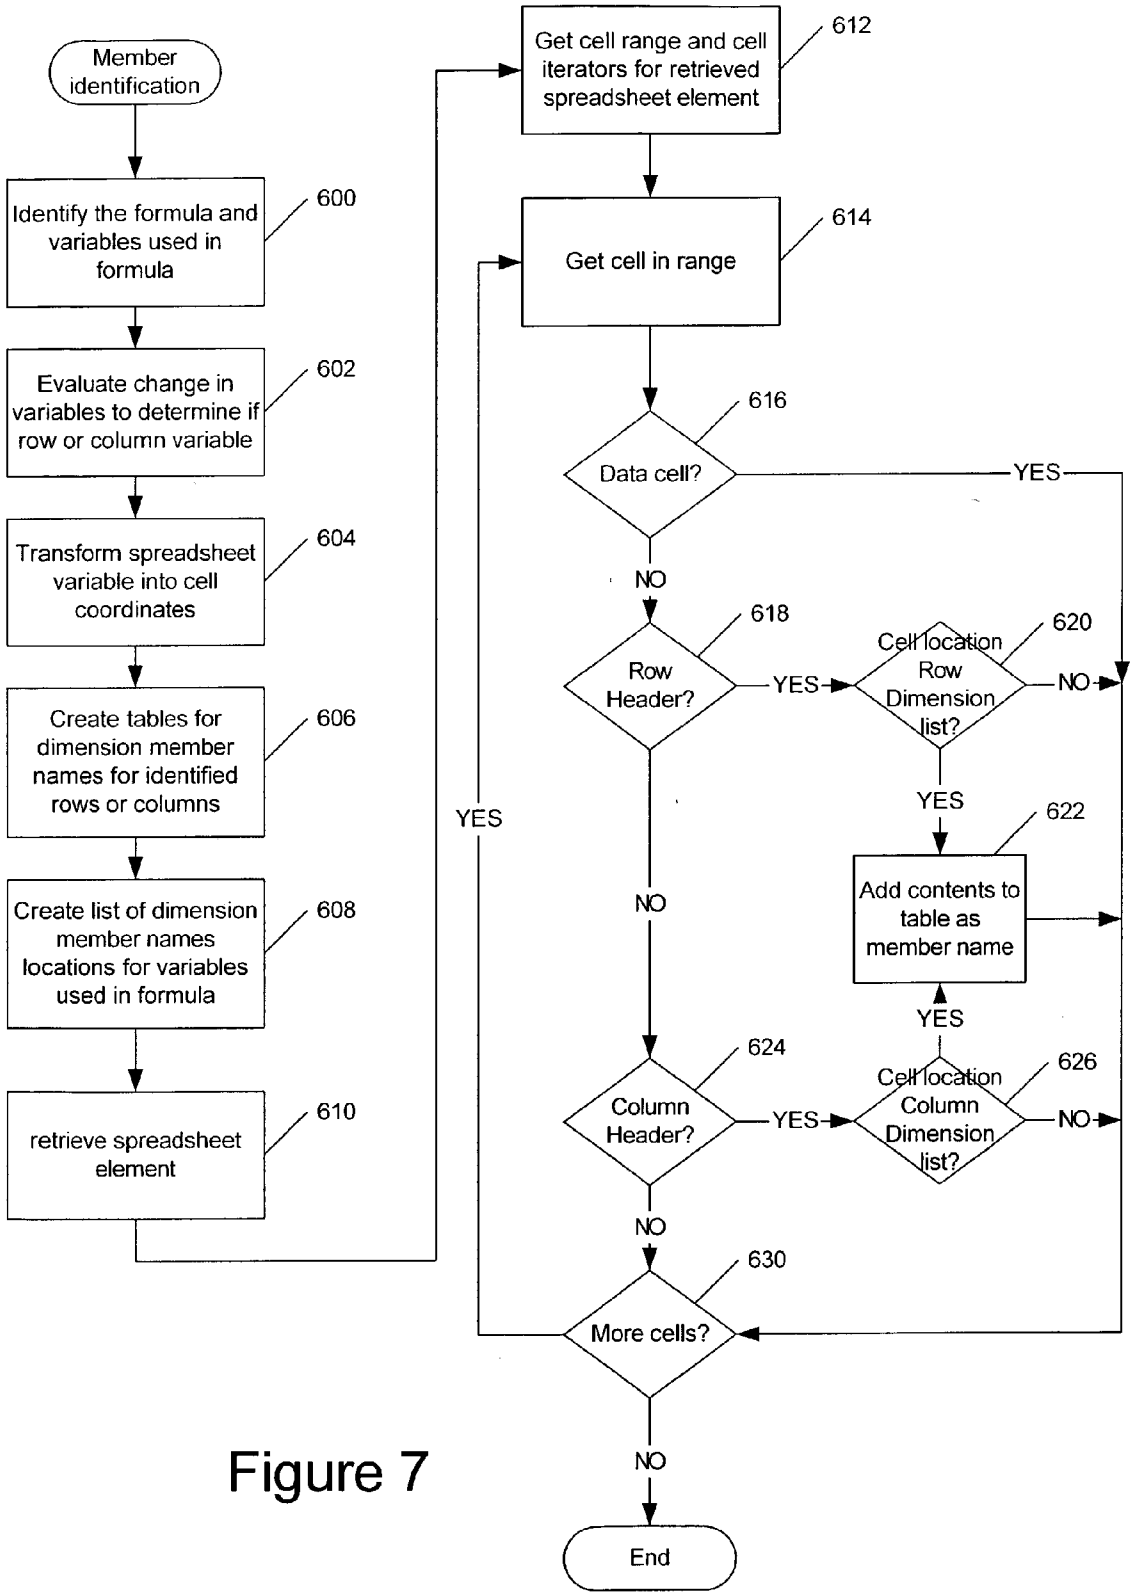 Member
identification
600
Identify the formula and
variables used in
formula
602
Evaluate change in
variables to determine if
row or column variable
604
Transform spreadsheet
variable into cell
coordinates
606
Create tables for
dimension member
names for identified
rows or columns
608
Create list of dimension
member names
locations for variables
used in formula
610
retrieve spreadsheet
element
612
Get cell range and cell
iterators for retrieved
spreadsheet element
614
Get cell in range
616
Data cell?
YES
NO
618
Row
Header?
YES
620
Cell location
Row
Dimension
list?
NO
YES
622
Add contents to
table as
member name
YES
NO
YES
624
Column
Header?
YES
626
Cell location
Column
Dimension
list?
NO
NO
630
More cells?
NO
End
Figure 7